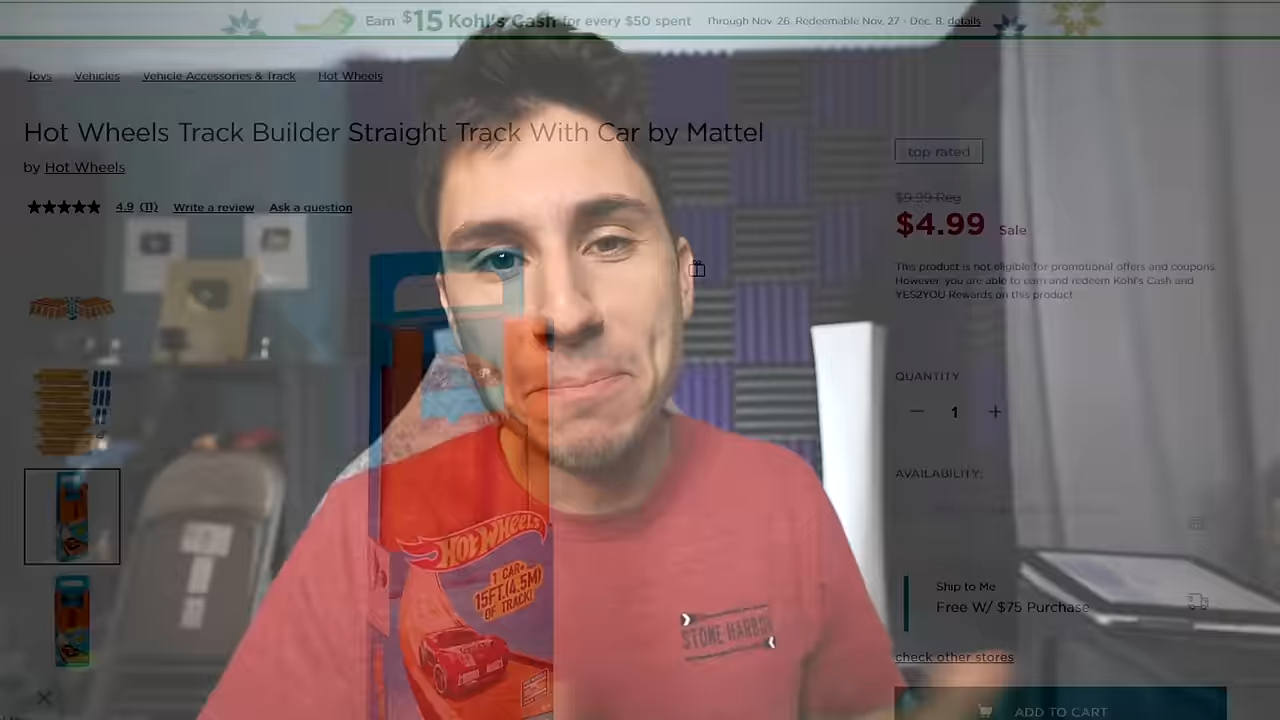 Earn $15 Kohl's Cash for every $50 spent Through Nov. 26. Redeemable Nov. 27 - Dec. 8. details
Toys Vehicles Vehicle Accessories & Track Hot Wheels
Hot Wheels Track Builder Straight Track With Car by Mattel
by Hot Wheels
4.9 (11) Write a review Ask a question
top rated
$9.99 Reg
$4.99 Sale
This product is not eligible for promotional offers and coupons.
However, you are able to earn and redeem Kohl's Cash and
YES2YOU Rewards on this product
QUANTITY
— 1 +
AVAILABILITY:
HOT WHEELS
1 CAR+
15FT.(4.5M)
OF TRACK!
STONE HARBOR
Ship to Me
Free W/ $75 Purchase
check other stores
ADD TO CART